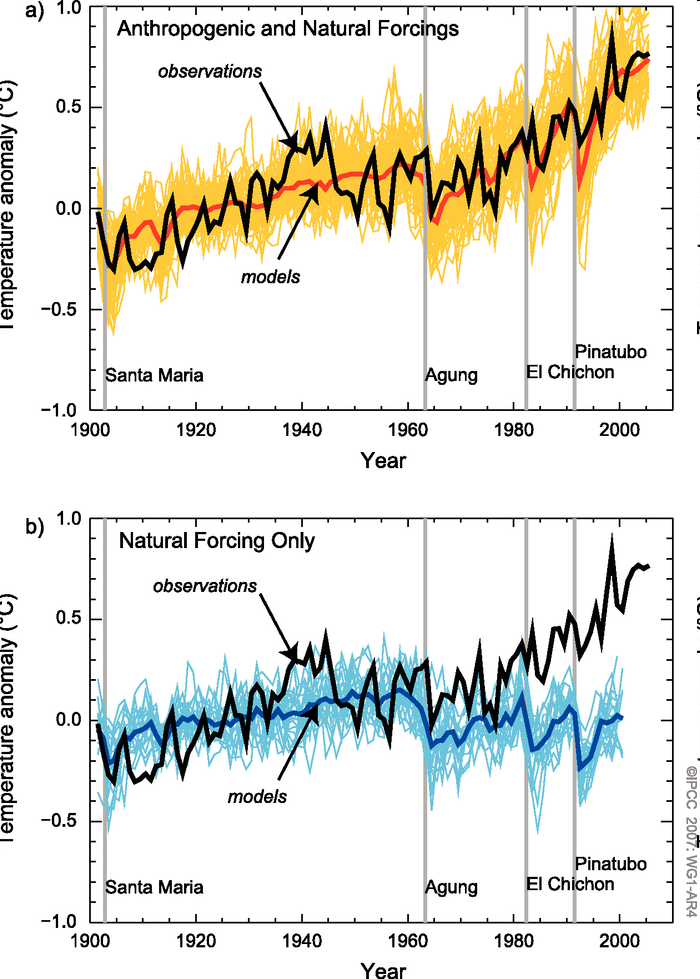 a)
Anthropogenic and Natural Forcings
observations
models
Temperature anomaly (°C)
1.0
0.5
0.0
−0.5
−1.0
Santa Maria
Agung
El Chichon
Pinatubo
1900 1920 1940 1960 1980 2000
Year
b)
Natural Forcing Only
observations
models
Temperature anomaly (°C)
1.0
0.5
0.0
−0.5
−1.0
Santa Maria
Agung
El Chichon
Pinatubo
1900 1920 1940 1960 1980 2000
Year
©IPCC 2007: WG1-AR4